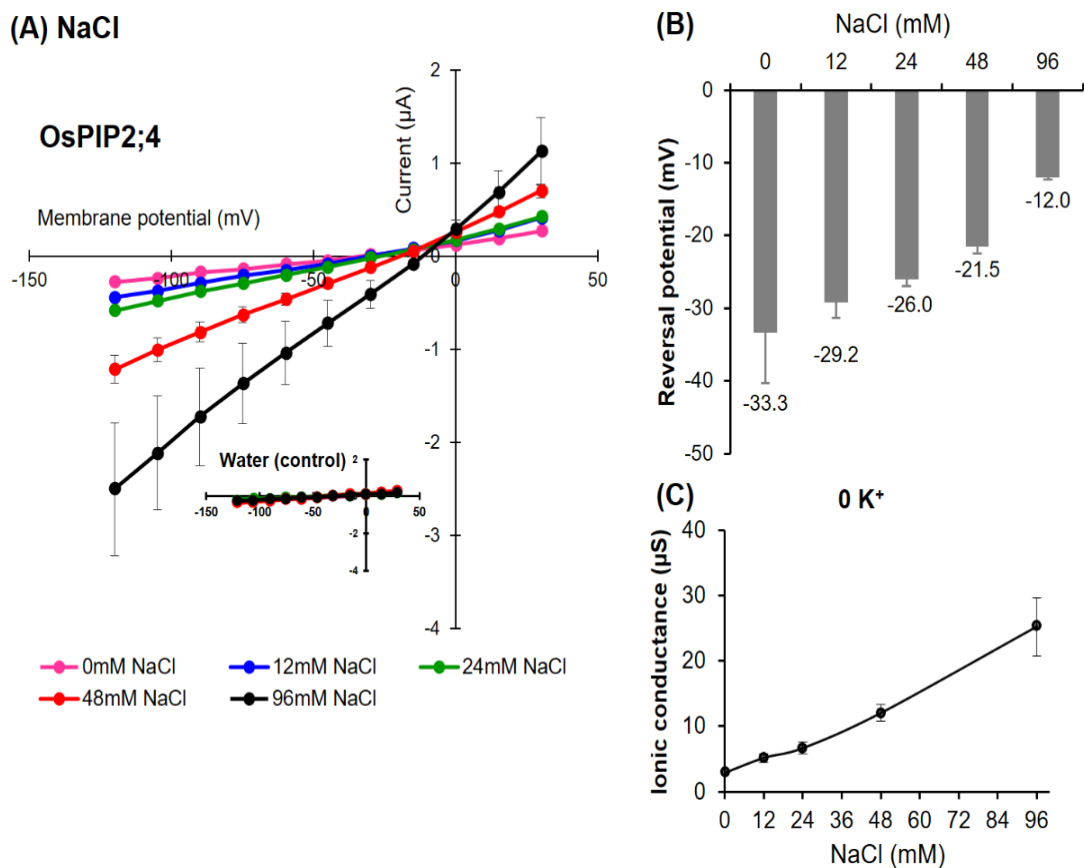 (A) NaCl
OsPIP2;4
Current (µA)
Membrane potential (mV)
2
1
0
-1
-2
-3
-4
-150
-100
-50
0
50
Water (control)
2
0
-2
-4
-150
-100
-50
0
50
0mM NaCl
12mM NaCl
24mM NaCl
48mM NaCl
96mM NaCl
(B)
NaCl (mM)
0 12 24 48 96
Reversal potential (mV)
0
-10
-20
-30
-40
-50
-33.3
-29.2
-26.0
-21.5
-12.0
(C)
0 K⁺
Ionic conductance (µS)
40
30
20
10
0
0 12 24 36 48 60 72 84 96
NaCl (mM)